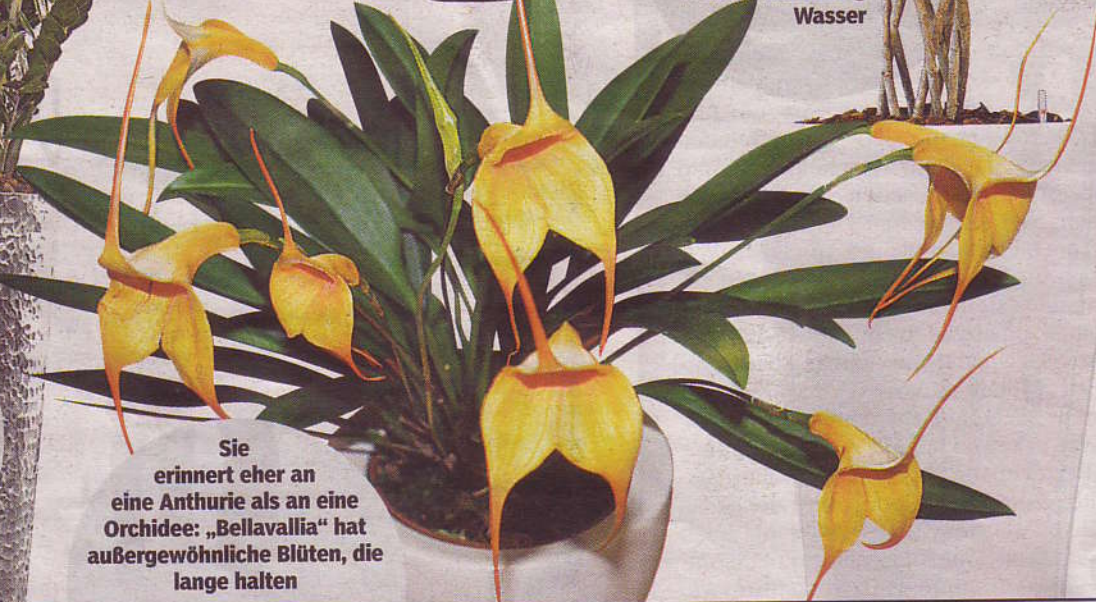 Wasser
Sie
erinnert eher an
eine Anthurie als an eine
Orchidee: „Bellavallia“ hat
außergewöhnliche Blüten, die
lange halten